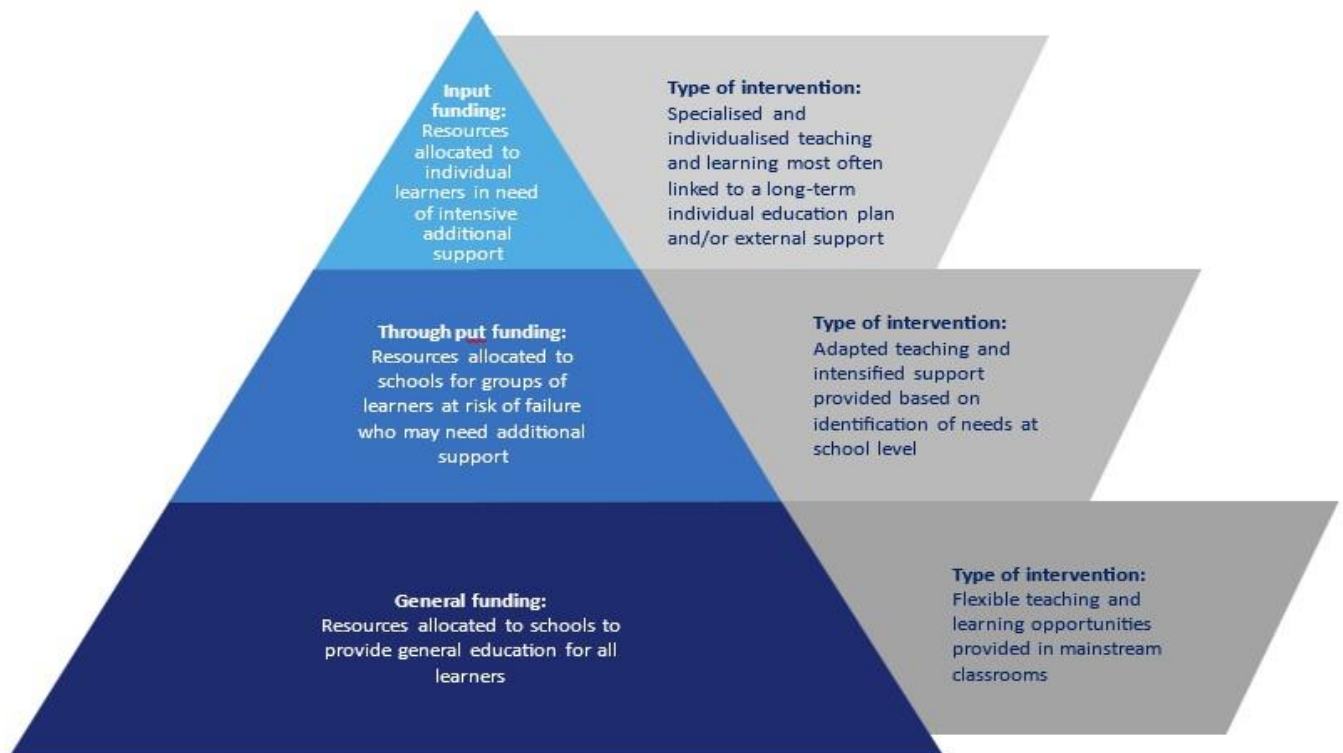 Input
funding:
Resources
allocated to
individual
learners in need
of intensive
additional
support
Type of intervention:
Specialised and
individualised teaching
and learning most often
linked to a long-term
individual education plan
and/or external support
Through put funding:
Resources allocated to
schools for groups of
learners at risk of failure
who may need additional
support
Type of intervention:
Adapted teaching and
intensified support
provided based on
identification of needs at
school level
General funding:
Resources allocated to schools to
provide general education for all
learners
Type of intervention:
Flexible teaching and
learning opportunities
provided in mainstream
classrooms